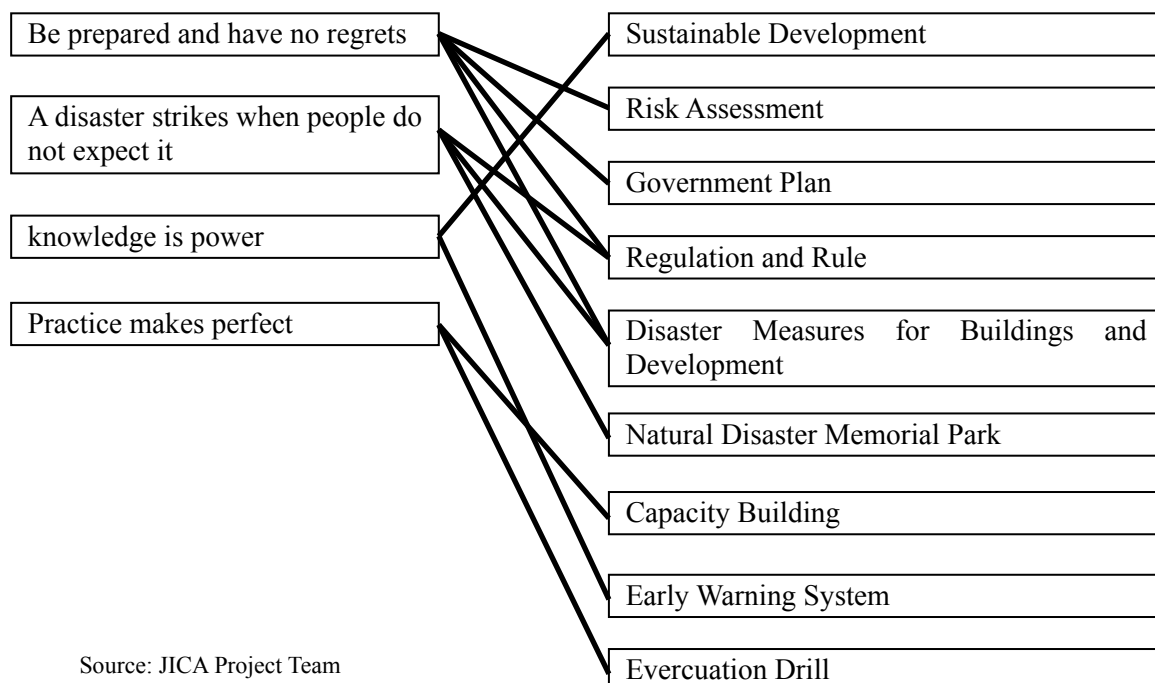 Be prepared and have no regrets
A disaster strikes when people do
not expect it
knowledge is power
Practice makes perfect
Sustainable Development
Risk Assessment
Government Plan
Regulation and Rule
Disaster Measures for Buildings and
Development
Natural Disaster Memorial Park
Capacity Building
Early Warning System
Evercuation Drill
Source: JICA Project Team